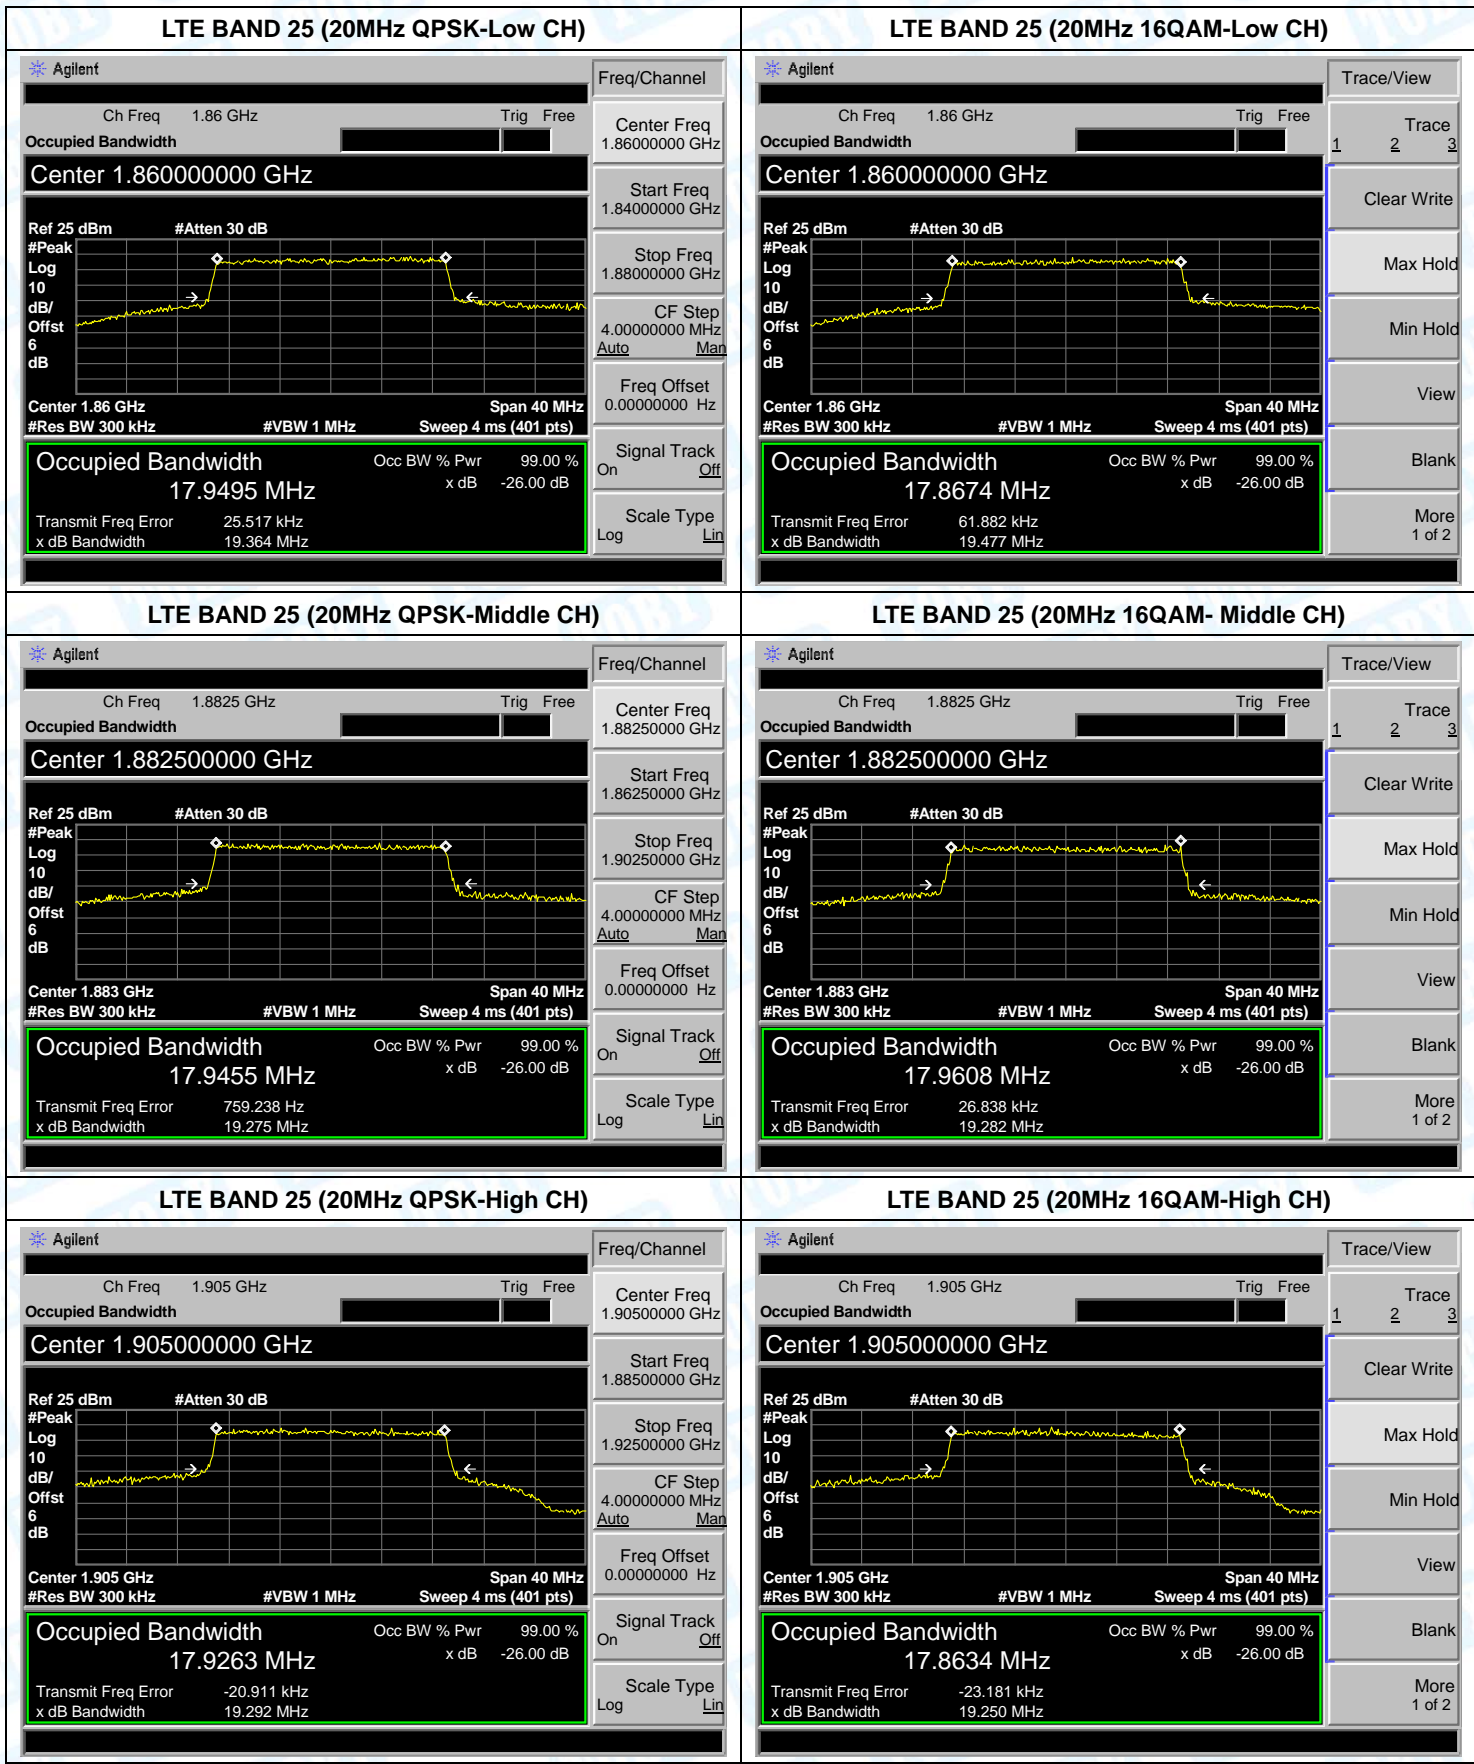 LTE BAND 25 (20MHz QPSK-Low CH)
Agilent
Freq/Channel
Ch Freq 1.86 GHz Trig Free
Occupied Bandwidth
Center 1.860000000 GHz
Ref 25 dBm #Atten 30 dB
#Peak
Log
10
dB/
Offst
6
dB
Center 1.86 GHz Span 40 MHz
#Res BW 300 kHz #VBW 1 MHz Sweep 4 ms (401 pts)
Occupied Bandwidth Occ BW % Pwr 99.00 %
17.9495 MHz x dB -26.00 dB
Transmit Freq Error 25.517 kHz
x dB Bandwidth 19.364 MHz
Center Freq
1.86000000 GHz
Start Freq
1.84000000 GHz
Stop Freq
1.88000000 GHz
CF Step
4.00000000 MHz
Auto Man
Freq Offset
0.00000000 Hz
Signal Track
On Off
Scale Type
Log Lin
LTE BAND 25 (20MHz 16QAM-Low CH)
Agilent
Trace/View
Ch Freq 1.86 GHz Trig Free
Occupied Bandwidth
Center 1.860000000 GHz
Ref 25 dBm #Atten 30 dB
#Peak
Log
10
dB/
Offst
6
dB
Center 1.86 GHz Span 40 MHz
#Res BW 300 kHz #VBW 1 MHz Sweep 4 ms (401 pts)
Occupied Bandwidth Occ BW % Pwr 99.00 %
17.8674 MHz x dB -26.00 dB
Transmit Freq Error 61.882 kHz
x dB Bandwidth 19.477 MHz
Trace
1 2 3
Clear Write
Max Hold
Min Hold
View
Blank
More
1 of 2
LTE BAND 25 (20MHz QPSK-Middle CH)
Agilent
Freq/Channel
Ch Freq 1.8825 GHz Trig Free
Occupied Bandwidth
Center 1.882500000 GHz
Ref 25 dBm #Atten 30 dB
#Peak
Log
10
dB/
Offst
6
dB
Center 1.883 GHz Span 40 MHz
#Res BW 300 kHz #VBW 1 MHz Sweep 4 ms (401 pts)
Occupied Bandwidth Occ BW % Pwr 99.00 %
17.9455 MHz x dB -26.00 dB
Transmit Freq Error 759.238 Hz
x dB Bandwidth 19.275 MHz
Center Freq
1.88250000 GHz
Start Freq
1.86250000 GHz
Stop Freq
1.90250000 GHz
CF Step
4.00000000 MHz
Auto Man
Freq Offset
0.00000000 Hz
Signal Track
On Off
Scale Type
Log Lin
LTE BAND 25 (20MHz 16QAM- Middle CH)
Agilent
Trace/View
Ch Freq 1.8825 GHz Trig Free
Occupied Bandwidth
Center 1.882500000 GHz
Ref 25 dBm #Atten 30 dB
#Peak
Log
10
dB/
Offst
6
dB
Center 1.883 GHz Span 40 MHz
#Res BW 300 kHz #VBW 1 MHz Sweep 4 ms (401 pts)
Occupied Bandwidth Occ BW % Pwr 99.00 %
17.9608 MHz x dB -26.00 dB
Transmit Freq Error 26.838 kHz
x dB Bandwidth 19.282 MHz
Trace
1 2 3
Clear Write
Max Hold
Min Hold
View
Blank
More
1 of 2
LTE BAND 25 (20MHz QPSK-High CH)
Agilent
Freq/Channel
Ch Freq 1.905 GHz Trig Free
Occupied Bandwidth
Center 1.905000000 GHz
Ref 25 dBm #Atten 30 dB
#Peak
Log
10
dB/
Offst
6
dB
Center 1.905 GHz Span 40 MHz
#Res BW 300 kHz #VBW 1 MHz Sweep 4 ms (401 pts)
Occupied Bandwidth Occ BW % Pwr 99.00 %
17.9263 MHz x dB -26.00 dB
Transmit Freq Error -20.911 kHz
x dB Bandwidth 19.292 MHz
Center Freq
1.90500000 GHz
Start Freq
1.88500000 GHz
Stop Freq
1.92500000 GHz
CF Step
4.00000000 MHz
Auto Man
Freq Offset
0.00000000 Hz
Signal Track
On Off
Scale Type
Log Lin
LTE BAND 25 (20MHz 16QAM-High CH)
Agilent
Trace/View
Ch Freq 1.905 GHz Trig Free
Occupied Bandwidth
Center 1.905000000 GHz
Ref 25 dBm #Atten 30 dB
#Peak
Log
10
dB/
Offst
6
dB
Center 1.905 GHz Span 40 MHz
#Res BW 300 kHz #VBW 1 MHz Sweep 4 ms (401 pts)
Occupied Bandwidth Occ BW % Pwr 99.00 %
17.8634 MHz x dB -26.00 dB
Transmit Freq Error -23.181 kHz
x dB Bandwidth 19.250 MHz
Trace
1 2 3
Clear Write
Max Hold
Min Hold
View
Blank
More
1 of 2